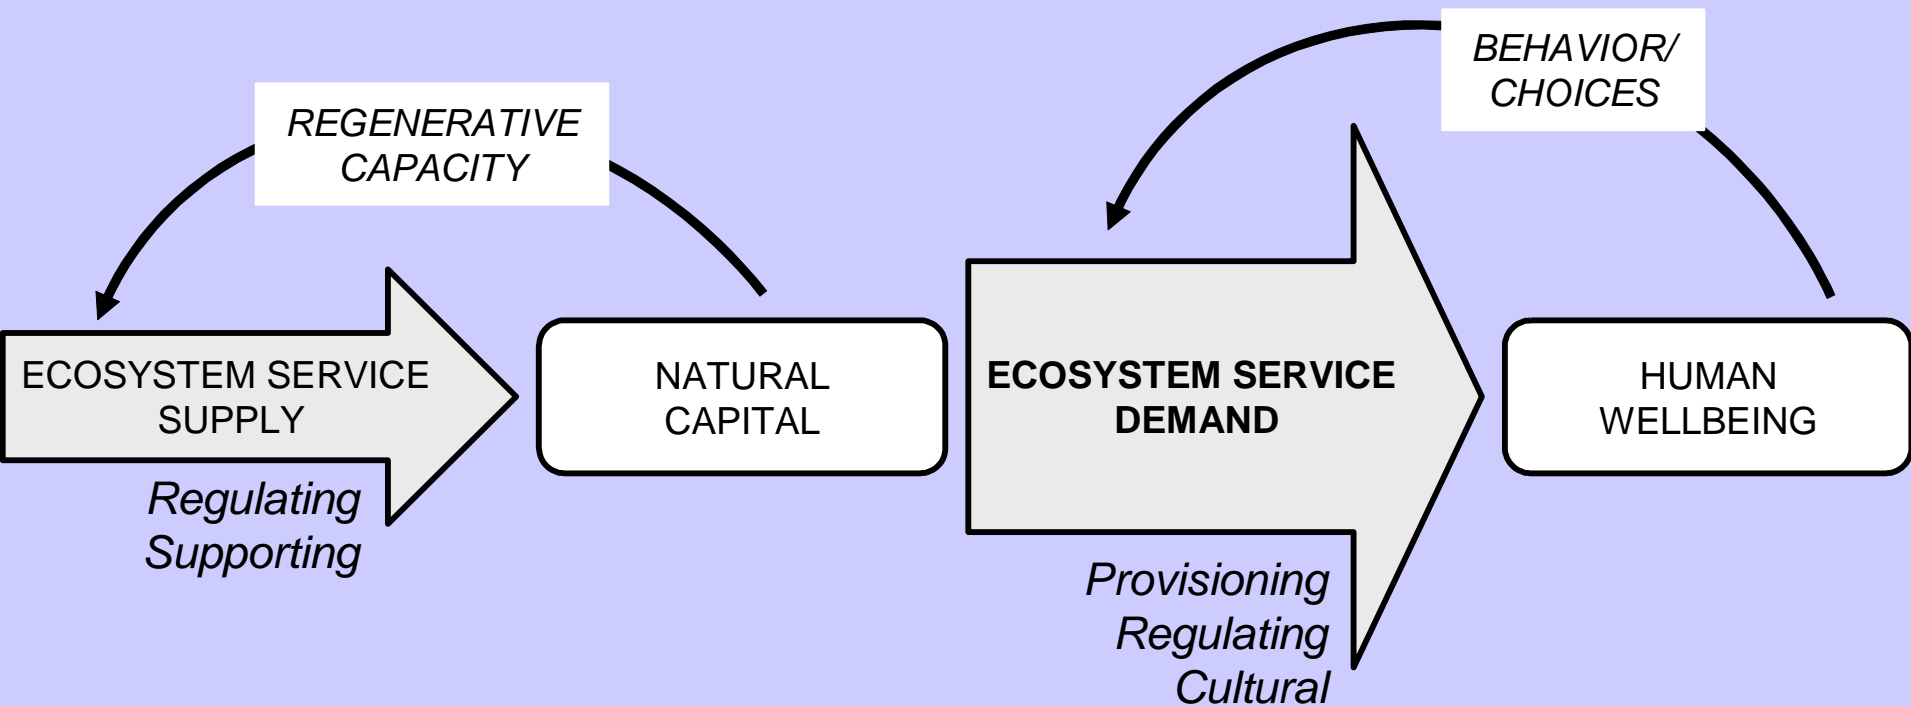 BEHAVIOR/
CHOICES
REGENERATIVE
CAPACITY
ECOSYSTEM SERVICE
SUPPLY
NATURAL
CAPITAL
ECOSYSTEM SERVICE
DEMAND
HUMAN
WELLBEING
Regulating
Supporting
Provisioning
Regulating
Cultural